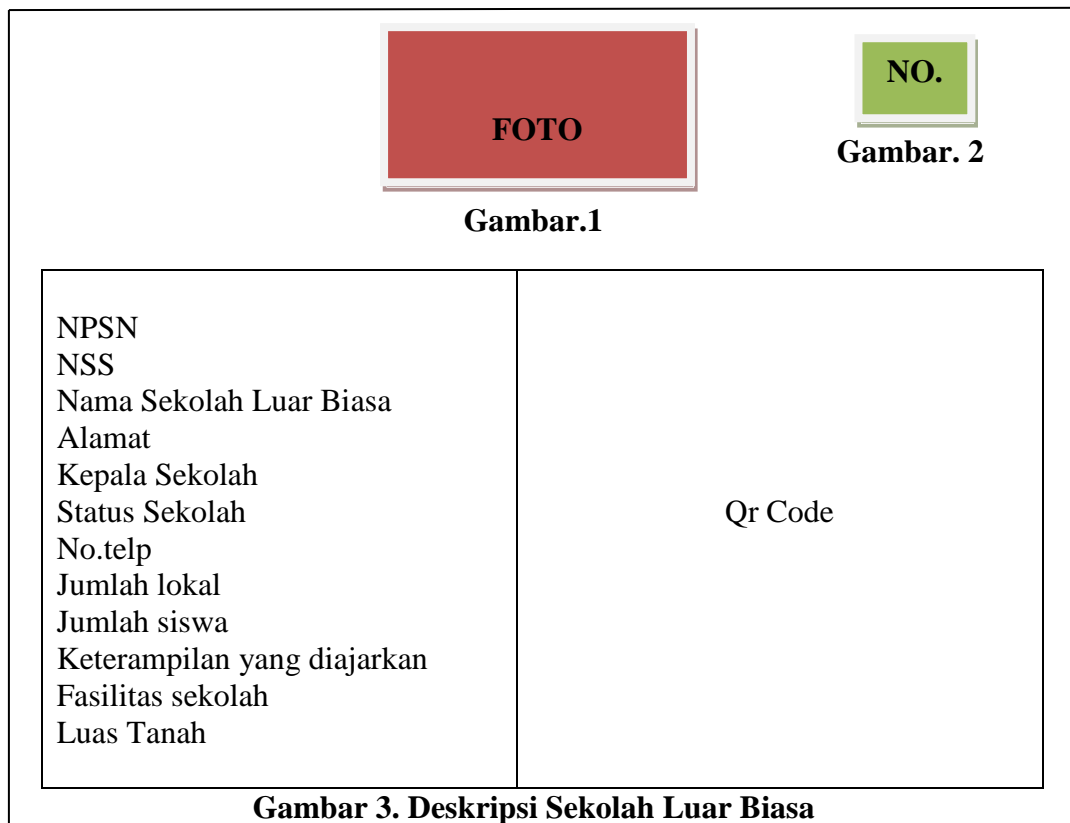 NO.
FOTO
Gambar. 2
Gambar.1
NPSN
NSS
Nama Sekolah Luar Biasa
Alamat
Kepala Sekolah
Status Sekolah
No.telp
Jumlah lokal
Jumlah siswa
Keterampilan yang diajarkan
Fasilitas sekolah
Luas Tanah
Qr Code
Gambar 3. Deskripsi Sekolah Luar Biasa